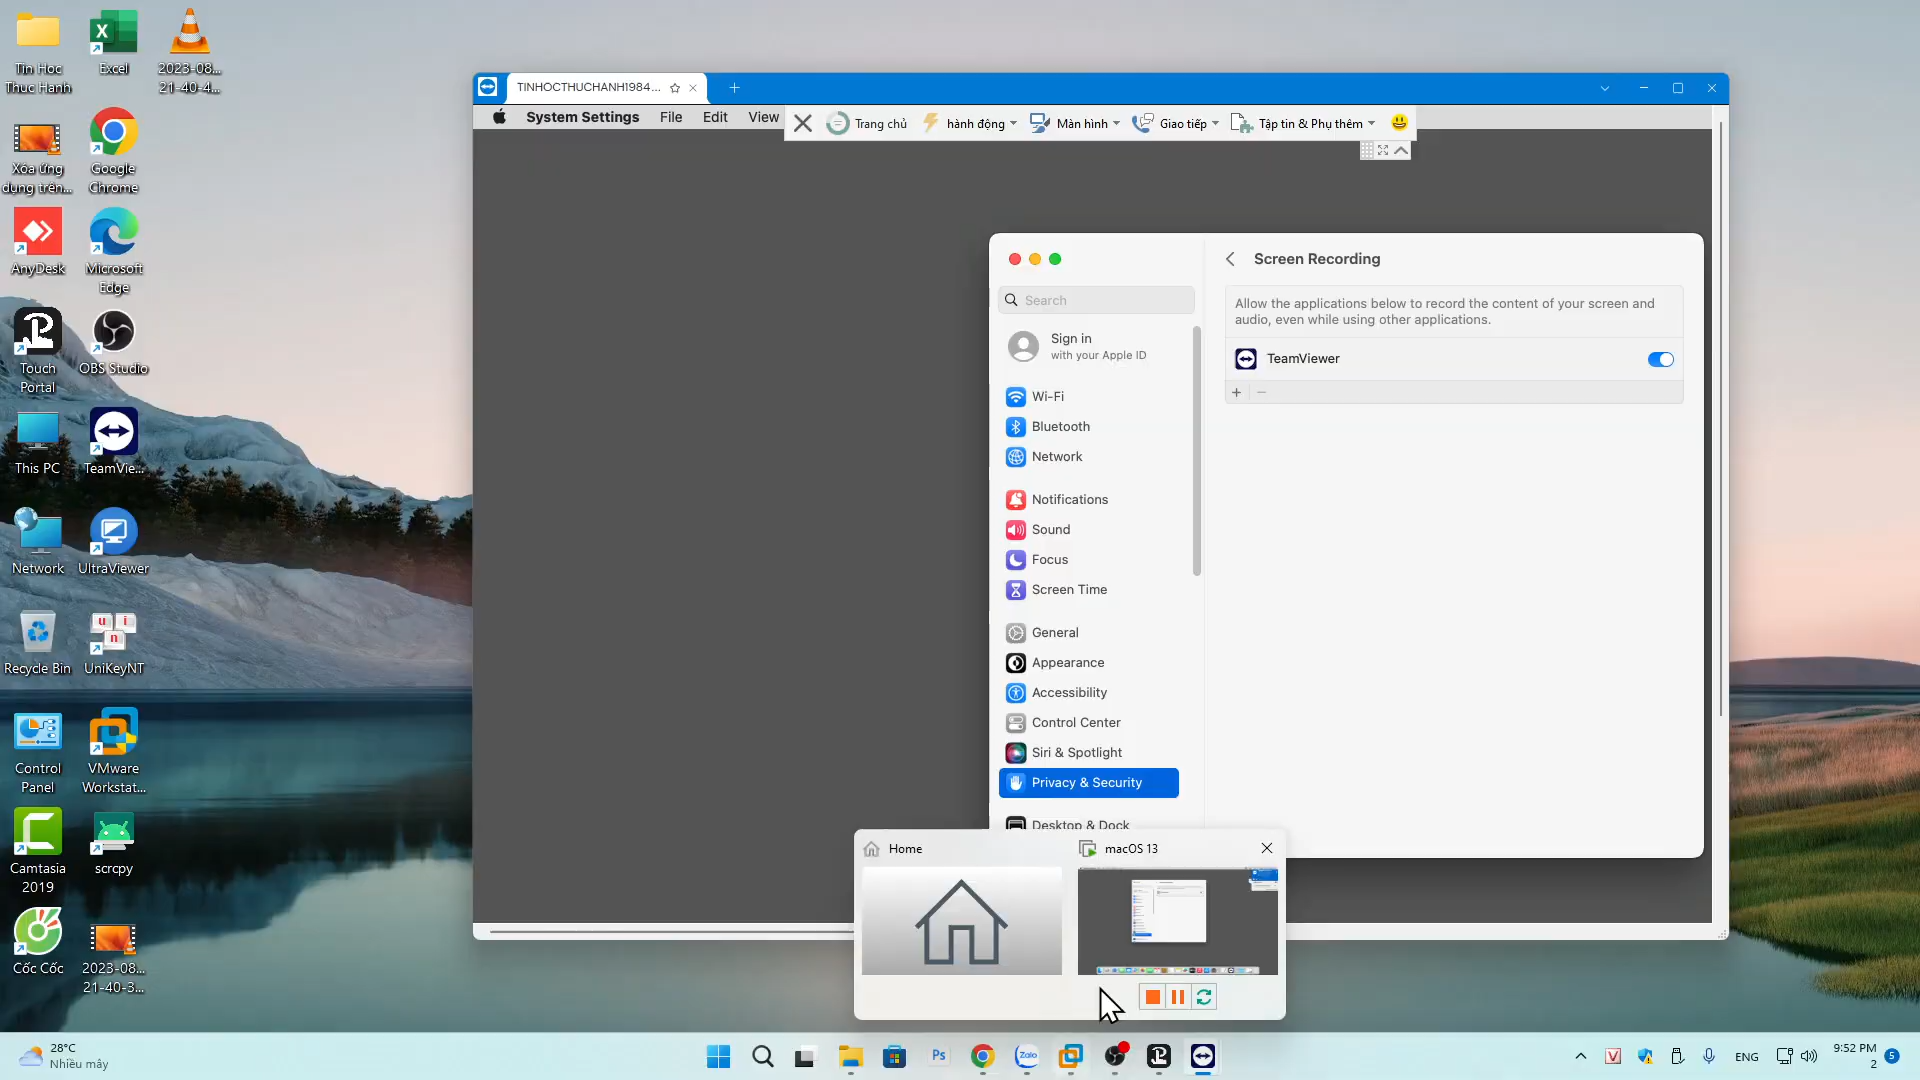 Tin Học
Thuc Hanh
Excel
2023-08...
21-40-4...
Xóa ứng
dụng trên...
Google
Chrome
AnyDesk
Microsoft
Edge
Touch
Portal
OBS Studio
This PC
TeamVie...
Network
UltraViewer
Recycle Bin
u i
n
UniKeyNT
Control
Panel
VMware
Workstat...
Camtasia
2019
scrcpy
Cốc Cốc
2023-08...
21-40-3...
TINHOCTHUCHANH1984...
System Settings File Edit View
Trang chủ hành động Màn hình Giao tiếp Tập tin & Phụ thêm
Search
Sign in
with your Apple ID
Wi-Fi
Bluetooth
Network
Notifications
Sound
Focus
Screen Time
General
Appearance
Accessibility
Control Center
Siri & Spotlight
Privacy & Security
Desktop & Dock
Screen Recording
Allow the applications below to record the content of your screen and
audio, even while using other applications.
TeamViewer
Home
macOS 13
28°C
Nhiều mây
Ps
Zalo
V
ENG
9:52 PM
2
5